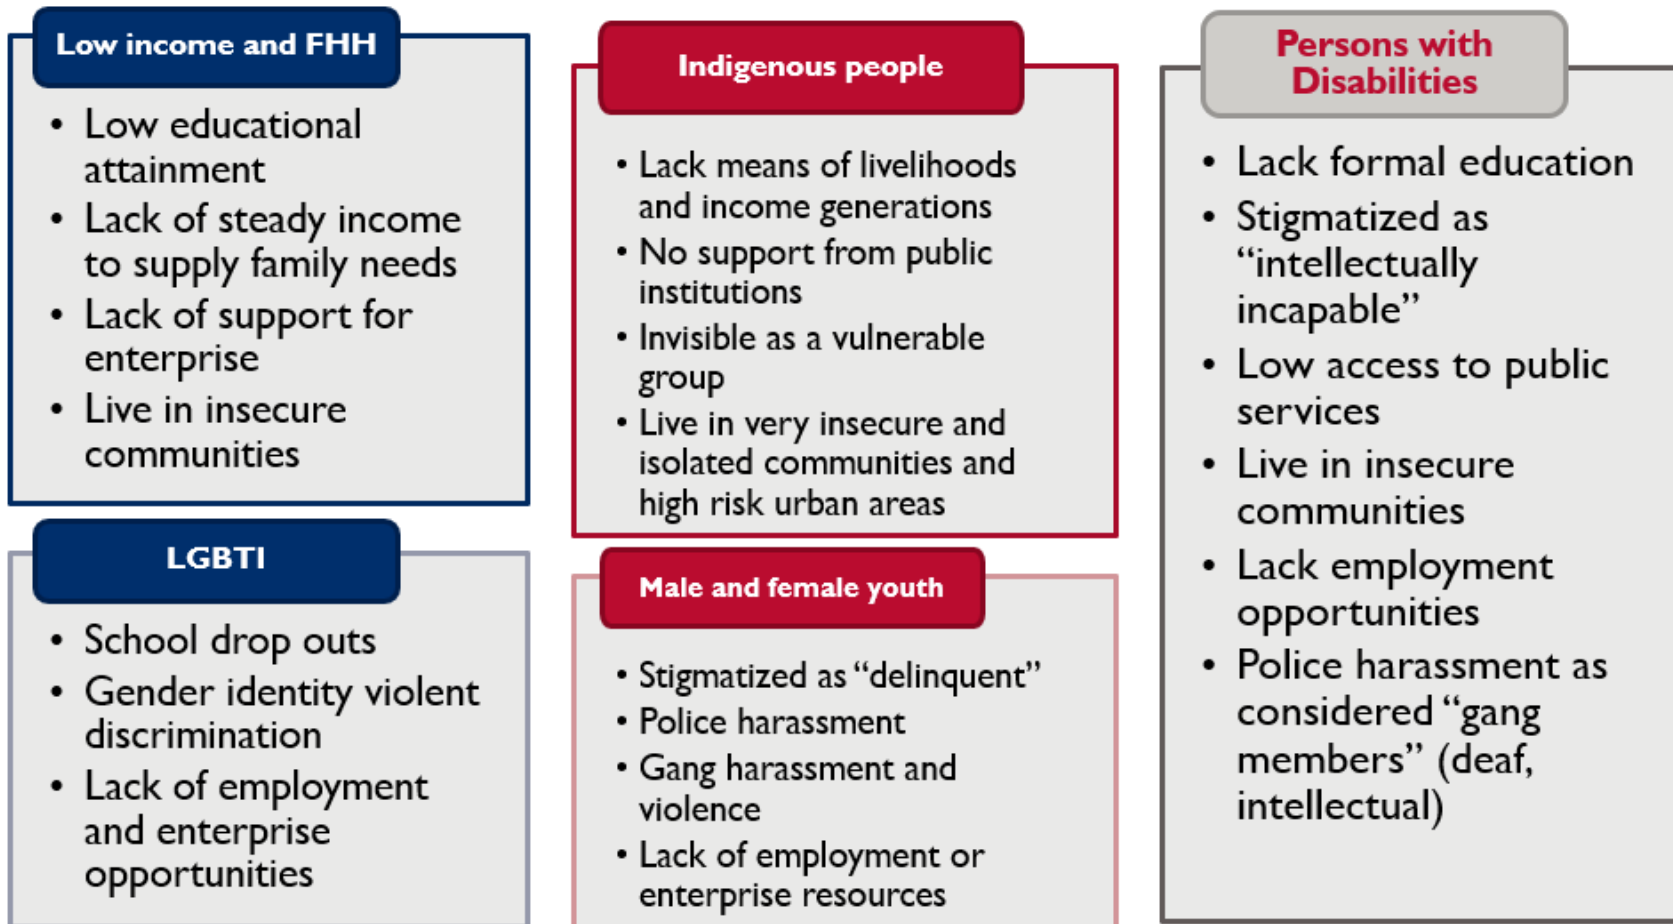 Low income and FHH
• Low educational
attainment
• Lack of steady income
to supply family needs
• Lack of support for
enterprise
• Live in insecure
communities
LGBTI
• School drop outs
• Gender identity violent
discrimination
• Lack of employment
and enterprise
opportunities
Indigenous people
• Lack means of livelihoods
and income generations
• No support from public
institutions
• Invisible as a vulnerable
group
• Live in very insecure and
isolated communities and
high risk urban areas
Male and female youth
• Stigmatized as “delinquent”
• Police harassment
• Gang harassment and
violence
• Lack of employment or
enterprise resources
Persons with
Disabilities
• Lack formal education
• Stigmatized as
“intellectually
incapable”
• Low access to public
services
• Live in insecure
communities
• Lack employment
opportunities
• Police harassment as
considered “gang
members” (deaf,
intellectual)